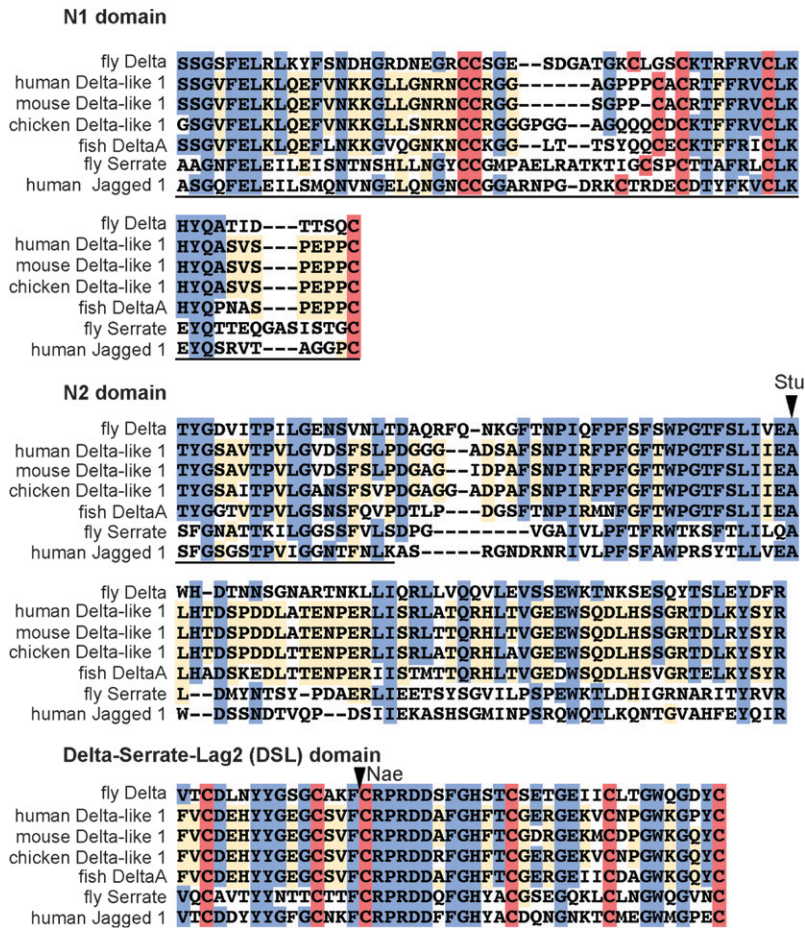 N1 domain
fly Delta SSGSFELRLKYFSNDHGRDNEGRCCSGE--SDGATGKCLGSCKTRFRVCLK
human Delta-like 1 SSGVFELKLQEFVNKKGLLGNRNCCRGG------AGPPPCACRTFFRVCLK
mouse Delta-like 1 SSGVFELKLQEFVNKKGLLGNRNCCRGG------SGPP-CACRTFFRVCLK
chicken Delta-like 1 GSGVFELKLQEFVNKKGLLSNRNCCRGGGPGG--AGQQQCDCKTFFRVCLK
fish DeltaA SSGVFELKLQEFLNKKGVQGNKNCCKGG--LT--TSYQQCECKTFFRICLK
fly Serrate AAGNFELEILEISNTNSHLLNGYCCGMPAELRATKTIGCSPCTTAFRLCLK
human Jagged 1 ASGQFELEILSMQNVNGELQNGNCCGGARNPG-DRKCTRDECDTYFKVCLK
fly Delta HYQATID---TTSQC
human Delta-like 1 HYQASVS---PEPPC
mouse Delta-like 1 HYQASVS---PEPPC
chicken Delta-like 1 HYQASVS---PEPPC
fish DeltaA HYQPNAS---PEPPC
fly Serrate EYQTTEQGASISTGC
human Jagged 1 EYQSRVT---AGGPC
N2 domain
Stu
fly Delta TYGDVITPILGENSVNLTDAQRFQ-NKGFTNPIQFPFSFSWPGTFSLIVEA
human Delta-like 1 TYGSAVTPVLGVDSFSLPDGGG--ADSAFSNPIRFPFGFTWPGTFSLIIEA
mouse Delta-like 1 TYGSAVTPVLGVDSFSLPDGAG--IDPAFSNPIRFPFGFTWPGTFSLIIEA
chicken Delta-like 1 TYGSAITPVLGANSFSVPDGAGG-ADPAFSNPIRFPFGFTWPGTFSLIIEA
fish DeltaA TYGGTVTPVLGSNSFQVPDTLP--DGSFTNPIRMNFGFTWPGTFSLIIEA
fly Serrate SFGNATTKILGGSSFVLSDPG---------VGAIVLPFTFRWTKSFTLILQA
human Jagged 1 SFGSGSTPVIGGNTFNLKAS-----RGNDRNRIVLPFSFAWPRSYTLLVEA
fly Delta WH-DTNNSGNARTNKLLIQRLLVQQVLEVSSEWKTNKSESQYTSLEYDFR
human Delta-like 1 LHTDSPDDLATENPERLISRLATQRHLTVGEEWSQDLHSSGRTDLKYSYR
mouse Delta-like 1 LHTDSPDDLATENPERLISRLTTQRHLTVGEEWSQDLHSSGRTDLRYSYR
chicken Delta-like 1 LHTDSPDDLTTENPERLISRLATQRHLAVGEEWSQDLHSSGRTDLKYSYR
fish DeltaA LHADSKEDLTTENPERIISTMTTQRHLTVGEDWSQDLHSVGRTELKYSYR
fly Serrate L--DMYNTSY-PDAERLIEETSYSGVILPSPEWKTLDHIGRNARITYRVR
human Jagged 1 W--DSSNDTVQP--DSIIEKASHSGMINPSRQWQTLKQNTGVAHFEYQIR
Delta-Serrate-Lag2 (DSL) domain
Nae
fly Delta VTCDLNYYGSGCAKFCRPRDDSFGHSTCSETGEIICLTGWQGDYC
human Delta-like 1 FVCDEHYYGEGCSVFCRPRDDAFGHFTCGERGEKVCNPGWKGPYC
mouse Delta-like 1 FVCDEHYYGEGCSVFCRPRDDAFGHFTCGDRGEKMCDPGWKGQYC
chicken Delta-like 1 FVCDEHYYGEGCSVFCRPRDDRFGHFTCGERGEKVCNPGWKGQYC
fish DeltaA FVCDEHYYGEGCSVFCRPRDDAFGHFTCGERGEIICDAGWKGQYC
fly Serrate VQCAVTYYNTTCTTFCRPRDDQFGHYACGSEGQKLCLNGWQGVNC
human Jagged 1 VTCDDYYYGFGCNKFCRPRDDFFGHYACDQNGNKTCMEGWMGPEC